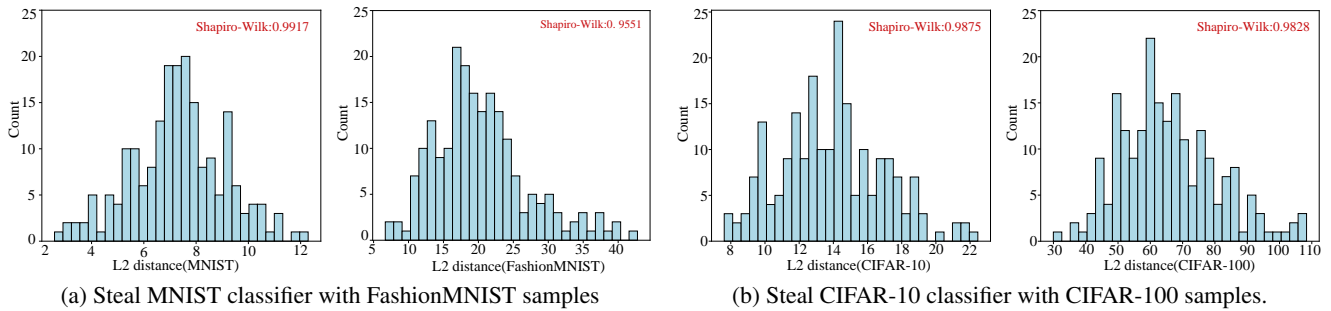 25
20
15
10
5
0
Count
Shapiro-Wilk:0.9917
2 4 6 8 10 12
L2 distance(MNIST)
25
20
15
10
5
0
Count
Shapiro-Wilk:0. 9551
5 10 15 20 25 30 35 40
L2 distance(FashionMNIST)
(a) Steal MNIST classifier with FashionMNIST samples
25
20
15
10
5
0
Count
Shapiro-Wilk:0.9875
8 10 12 14 16 18 20 22
L2 distance(CIFAR-10)
25
20
15
10
5
0
Count
Shapiro-Wilk:0.9828
30 40 50 60 70 80 90 100 110
L2 distance(CIFAR-100)
(b) Steal CIFAR-10 classifier with CIFAR-100 samples.